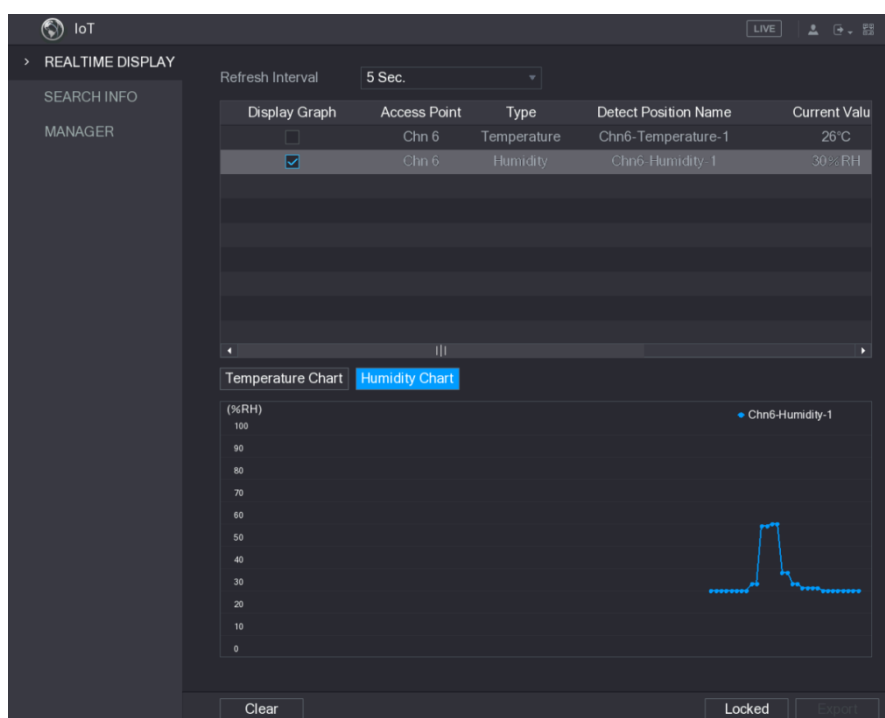 IoT
LIVE
REALTIME DISPLAY
SEARCH INFO
MANAGER
Refresh Interval 5 Sec.
Display Graph Access Point Type Detect Position Name Current Valu
Chn 6 Temperature Chn6-Temperature-1 26°C
Chn 6 Humidity Chn6-Humidity-1 30%RH
Temperature Chart Humidity Chart
(%RH)
Chn6-Humidity-1
100
90
80
70
60
50
40
30
20
10
0
Clear Locked Export